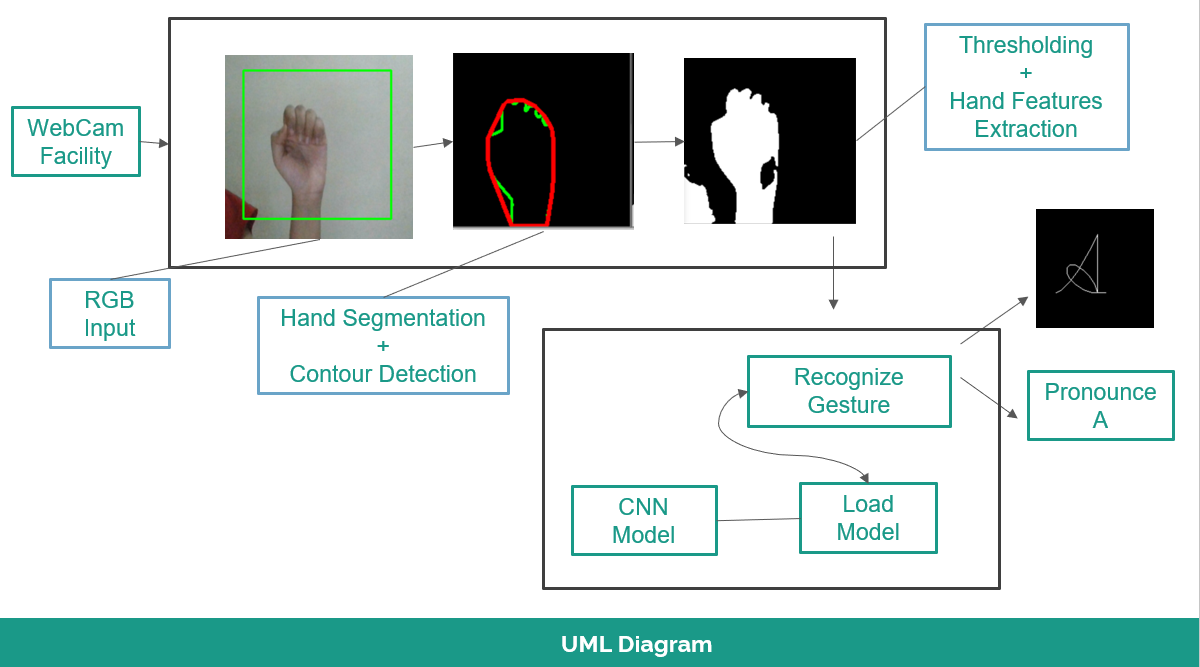 WebCam
Facility
Thresholding
+
Hand Features
Extraction
RGB
Input
Hand Segmentation
+
Contour Detection
Recognize
Gesture
Pronounce
A
CNN
Model
Load
Model
UML Diagram